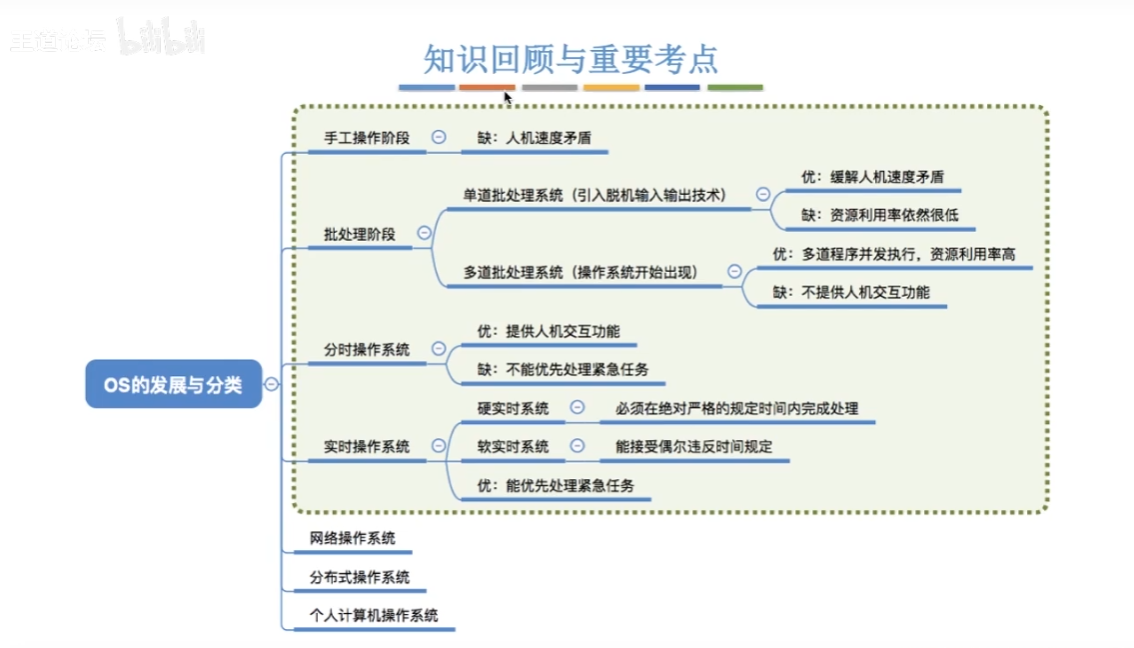 知识回顾与重要考点
手工操作阶段
缺：人机速度矛盾
批处理阶段
单道批处理系统（引入脱机输入输出技术）
优：缓解人机速度矛盾
缺：资源利用率依然很低
多道批处理系统（操作系统开始出现）
优：多道程序并发执行，资源利用率高
缺：不提供人机交互功能
OS的发展与分类
分时操作系统
优：提供人机交互功能
缺：不能优先处理紧急任务
实时操作系统
硬实时系统
必须在绝对严格的规定时间内完成处理
软实时系统
能接受偶尔违反时间规定
优：能优先处理紧急任务
网络操作系统
分布式操作系统
个人计算机操作系统
bilibili